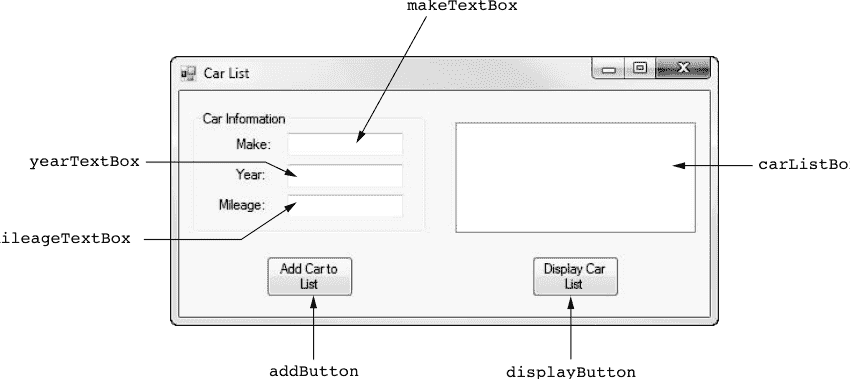 makeTextBox
Car List
Car Information
Make:
yearTextBox
Year:
carListBo
Mileage:
ileageTextBox
Add Car to
List
Display Car
List
addButton
displayButton